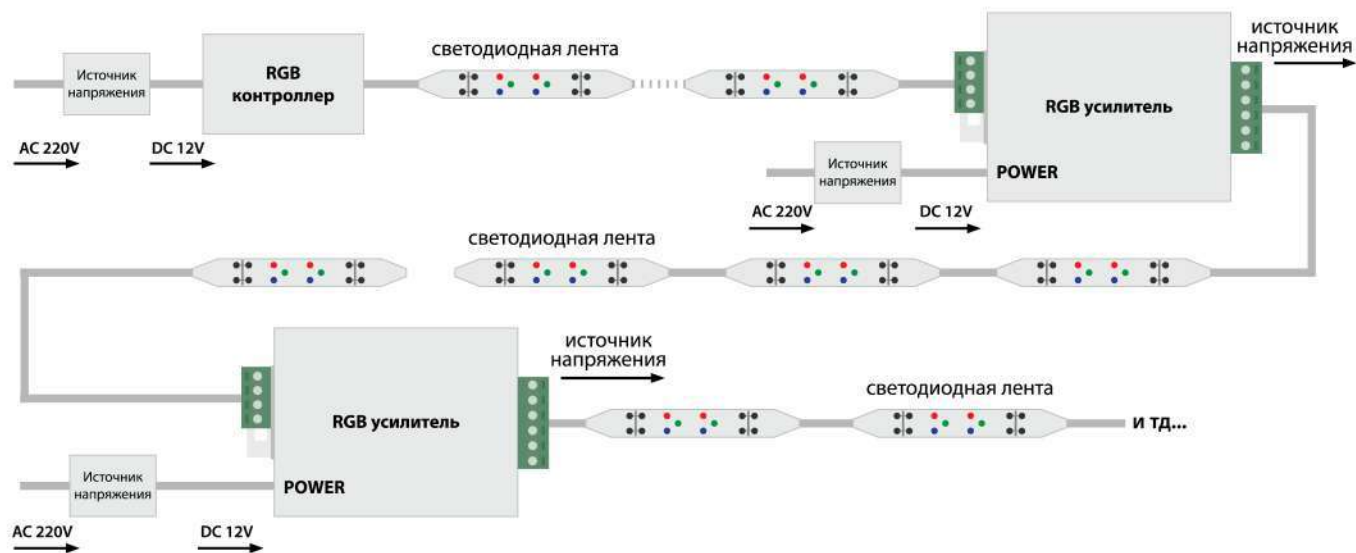 Источник
напряжения
RGB
контроллер
светодиодная лента
источник
напряжения
RGB усилитель
AC 220V
DC 12V
Источник
напряжения
POWER
AC 220V
DC 12V
светодиодная лента
источник
напряжения
светодиодная лента
RGB усилитель
и тд...
Источник
напряжения
POWER
AC 220V
DC 12V